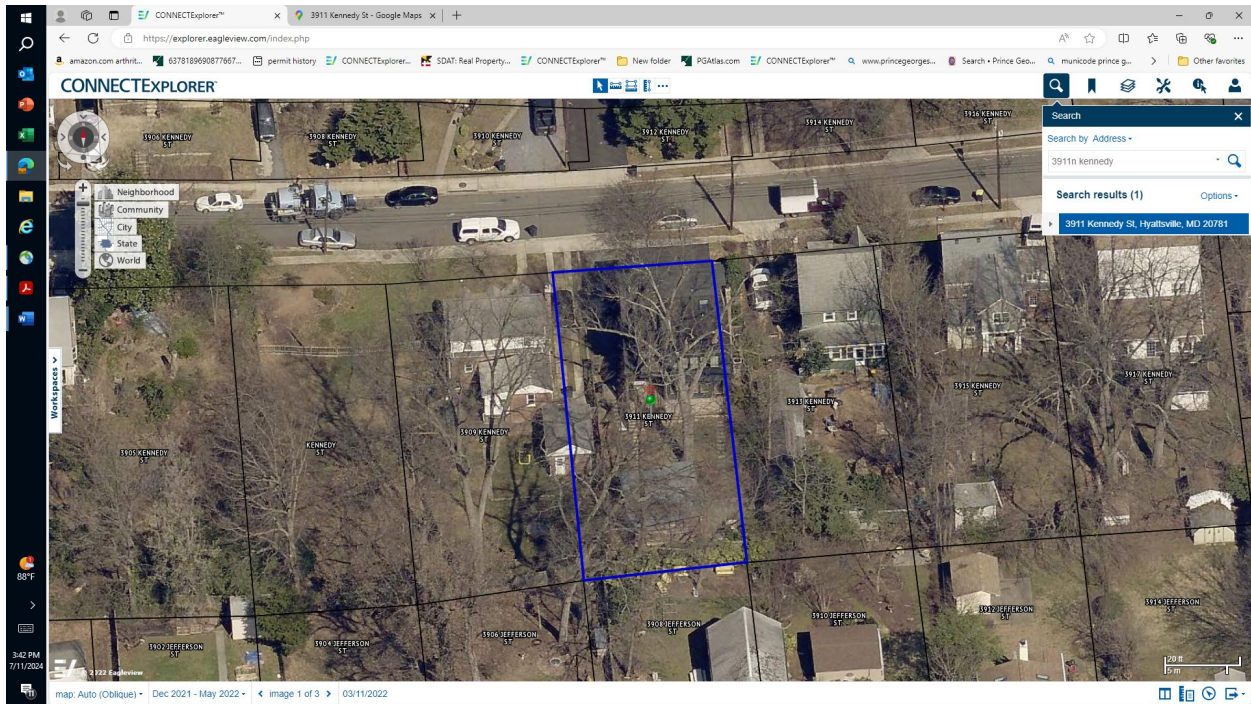 CONNECTExplorer™
3911 Kennedy St - Google Maps
https://explorer.eagleview.com/index.php
amazon.com arthrit...
6378189690877667...
permit history
CONNECTExplorer...
SDAT: Real Property...
CONNECTExplorer™
New folder
PGAtlas.com
CONNECTExplorer™
www.princegeorges...
Search • Prince Geo...
municode prince g...
Other favorites
CONNECTEXPLORER™
Search
Search by Address
3911n kennedy
Search results (1)
Options
3911 Kennedy St, Hyattsville, MD 20781
Neighborhood
Community
City
State
World
Workspaces
3906 KENNEDY
ST
3908 KENNEDY
ST
3910 KENNEDY
ST
3912 KENNEDY
ST
3914 KENNEDY
ST
3916 KENNEDY
ST
3905 KENNEDY
ST
KENNEDY
ST
3909 KENNEDY
ST
3911 KENNEDY
ST
3913 KENNEDY
ST
3915 KENNEDY
ST
3917 KENNEDY
ST
3902 JEFFERSON
ST
3904 JEFFERSON
ST
3906 JEFFERSON
ST
3908 JEFFERSON
ST
3910 JEFFERSON
ST
3912 JEFFERSON
ST
3914 JEFFERSON
ST
20 ft
5 m
2022 Eagleview
88°F
3:42 PM
7/11/2024
map: Auto (Oblique)
Dec 2021 - May 2022
image 1 of 3
03/11/2022